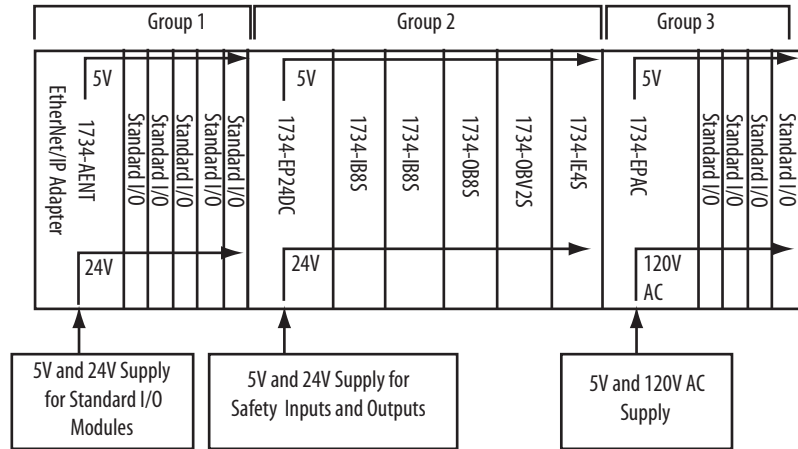 Group 1
Group 2
Group 3
5V
5V
5V
EtherNet/IP Adapter
1734-AENT
Standard I/O
Standard I/O
Standard I/O
Standard I/O
Standard I/O
1734-EP24DC
1734-IB8S
1734-IB8S
1734-OB8S
1734-OBV2S
1734-IE4S
1734-EPAC
Standard I/O
Standard I/O
Standard I/O
Standard I/O
24V
24V
120V
AC
5V and 24V Supply
for Standard I/O
Modules
5V and 24V Supply for
Safety Inputs and Outputs
5V and 120V AC
Supply